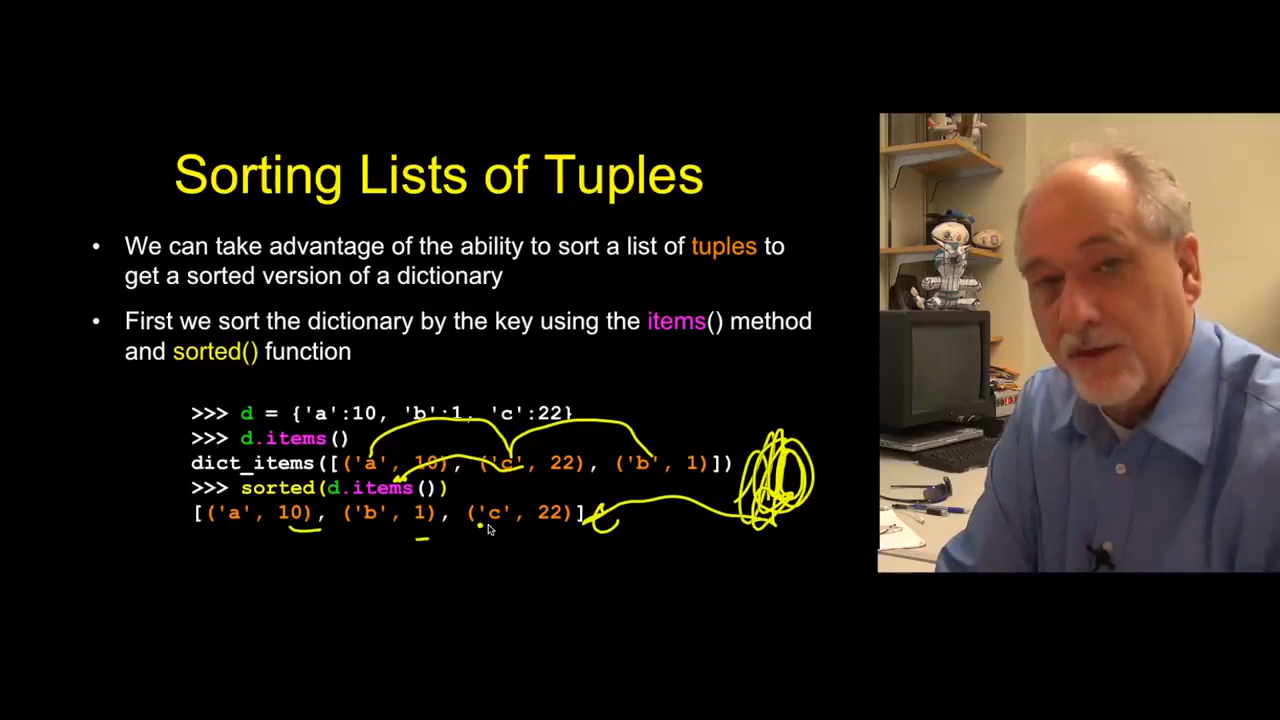 Sorting Lists of Tuples
• We can take advantage of the ability to sort a list of tuples to
get a sorted version of a dictionary
• First we sort the dictionary by the key using the items() method
and sorted() function
>>> d = {'a':10, 'b':1, 'c':22}
>>> d.items()
dict_items([('a', 10), ('c', 22), ('b', 1)])
>>> sorted(d.items())
[('a', 10), ('b', 1), ('c', 22)]